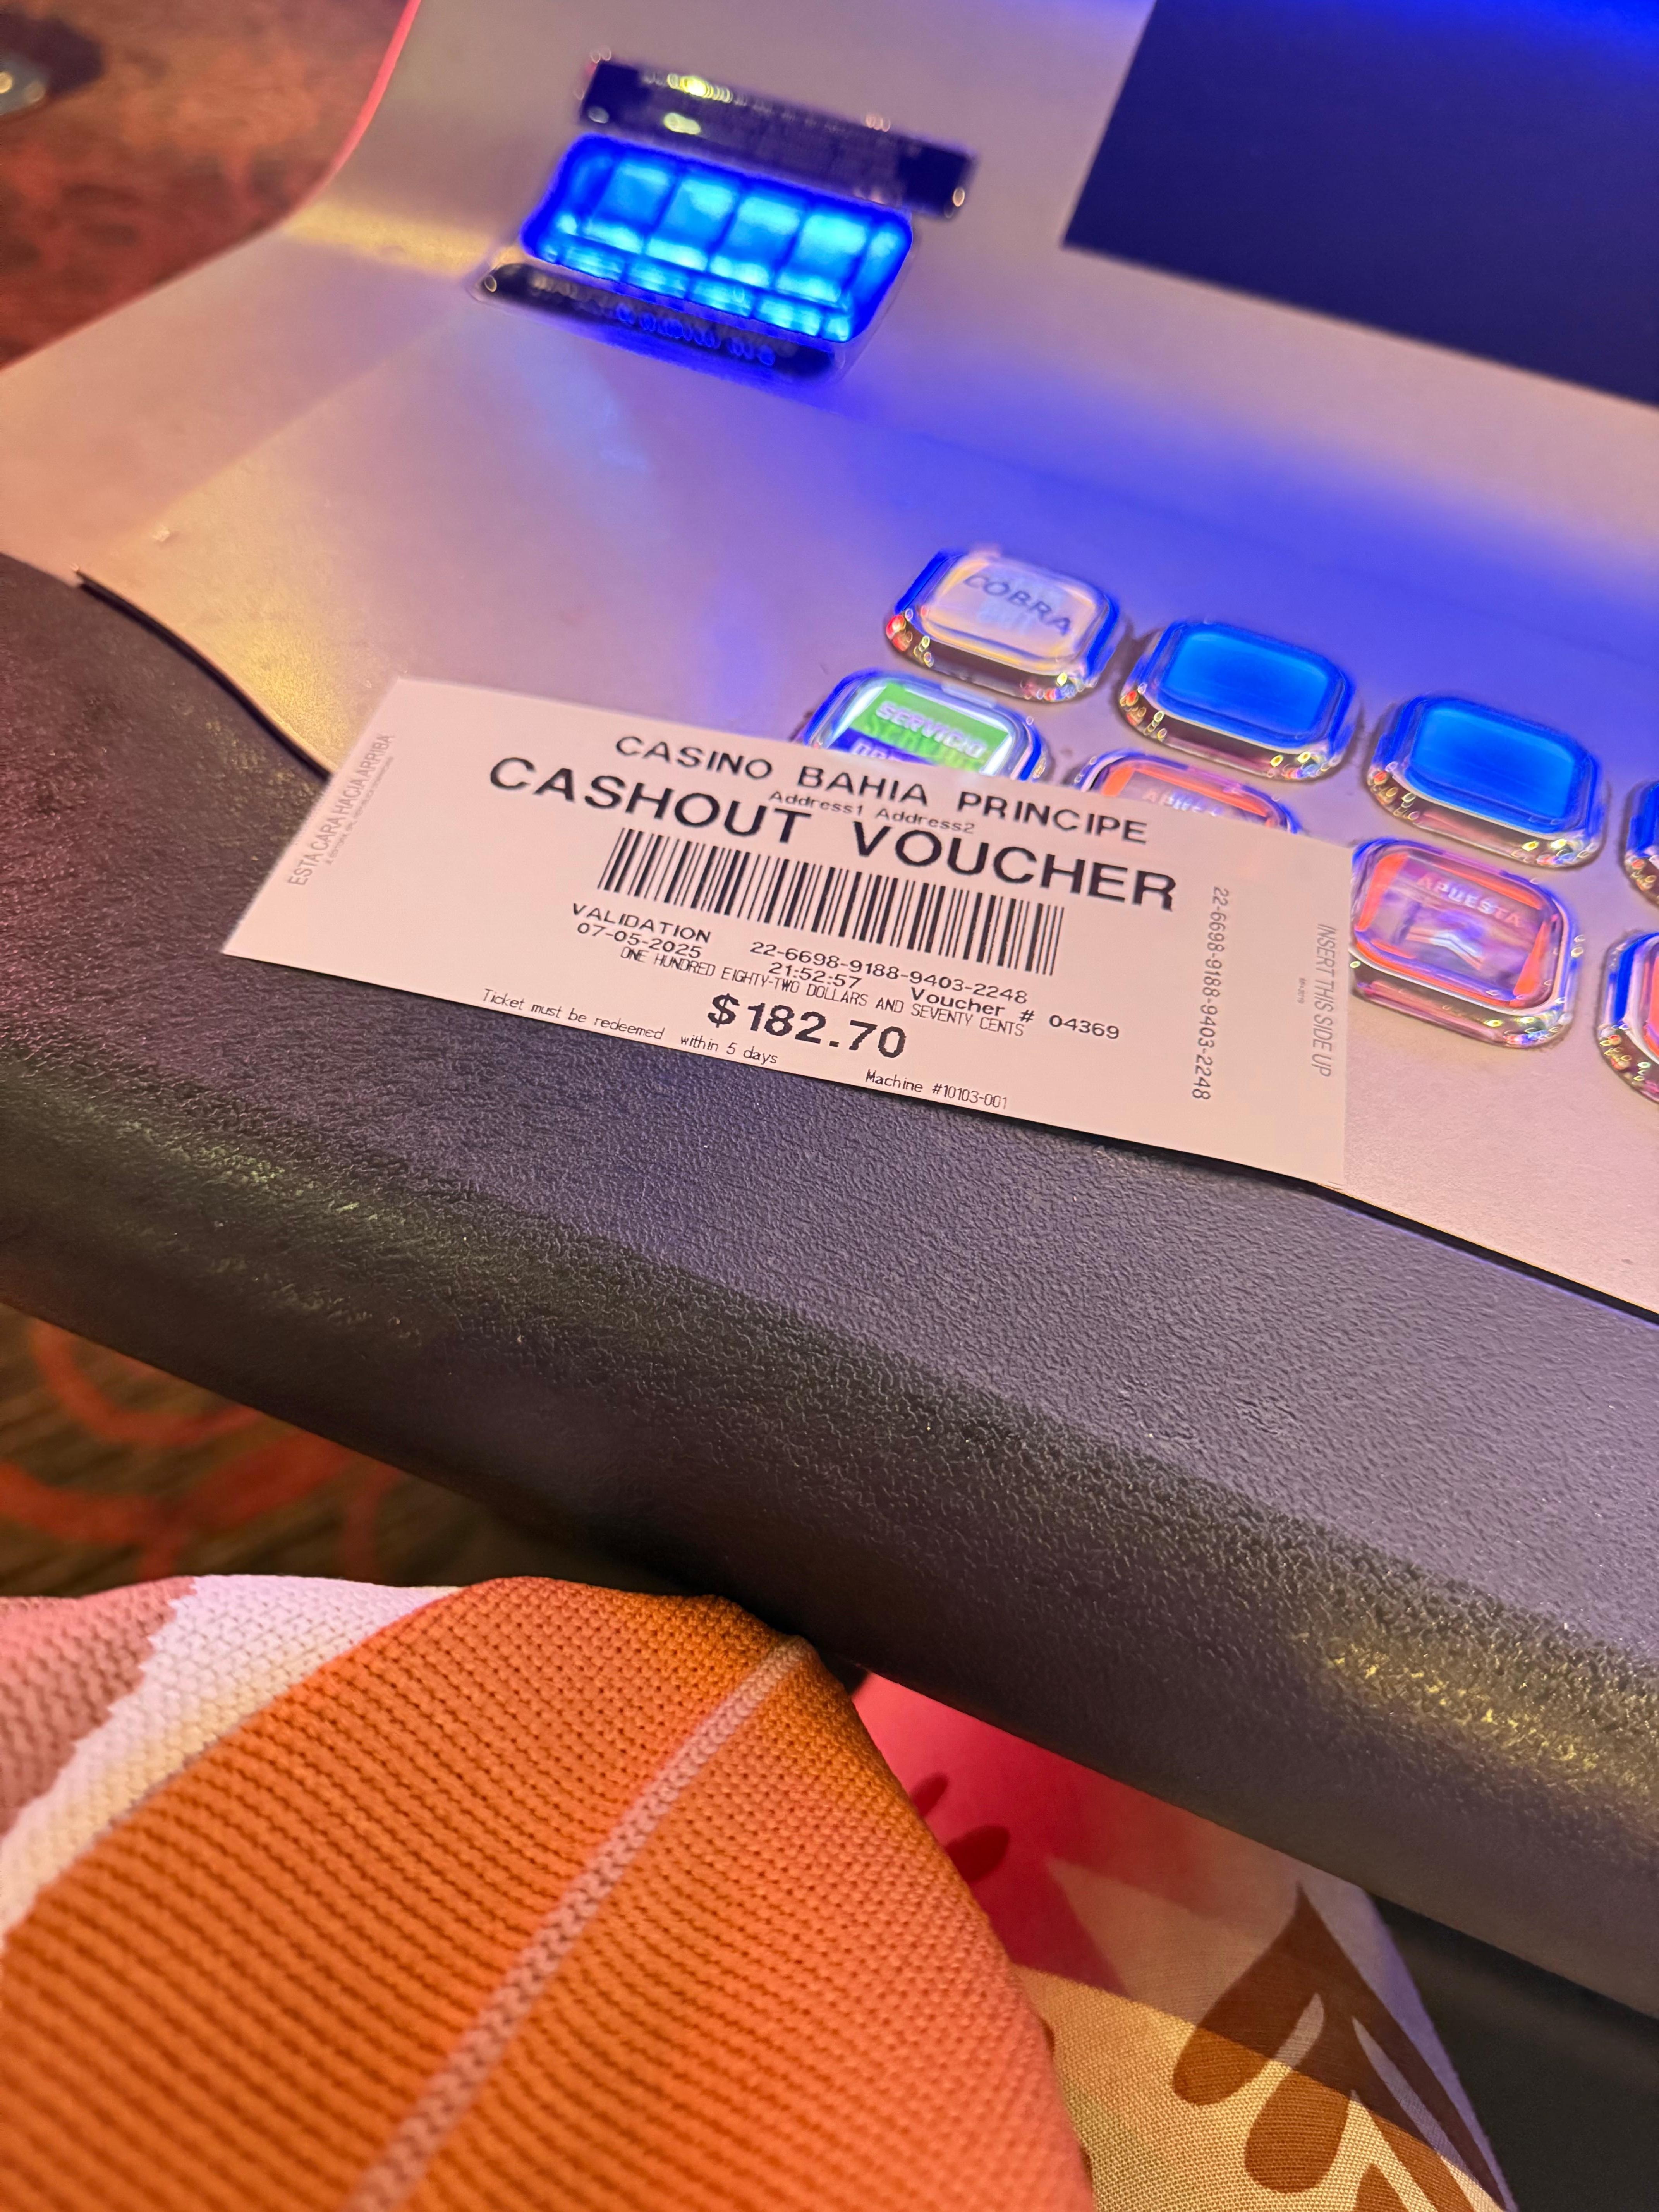 COBRA
SERVICIO
APUESTA
CASINO BAHIA PRINCIPE
Address1 Address2
CASHOUT VOUCHER
VALIDATION 22-6698-9188-9403-2248
07-05-2025 21:52:57 Voucher # 04369
ONE HUNDRED EIGHTY-TWO DOLLARS AND SEVENTY CENTS
$182.70
Ticket must be redeemed within 5 days Machine #10103-001
ESTA CARA HACIA ARRIBA
22-6698-9188-9403-2248
INSERT THIS SIDE UP